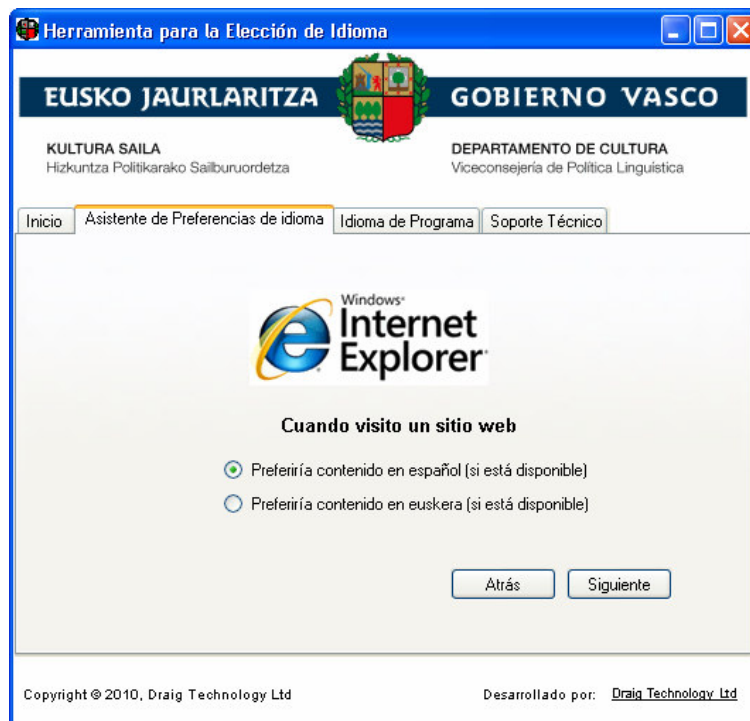 Herramienta para la Elección de Idioma
EUSKO JAURLARITZA
GOBIERNO VASCO
KULTURA SAILA
Hizkuntza Politikarako Sailburuordetza
DEPARTAMENTO DE CULTURA
Viceconsejería de Política Linguística
Inicio
Asistente de Preferencias de idioma
Idioma de Programa
Soporte Técnico
Windows
Internet
Explorer
Cuando visito un sitio web
Preferiría contenido en español (si está disponible)
Preferiría contenido en euskera (si está disponible)
Atrás
Siguiente
Copyright © 2010, Draig Technology Ltd
Desarrollado por: Draig Technology Ltd